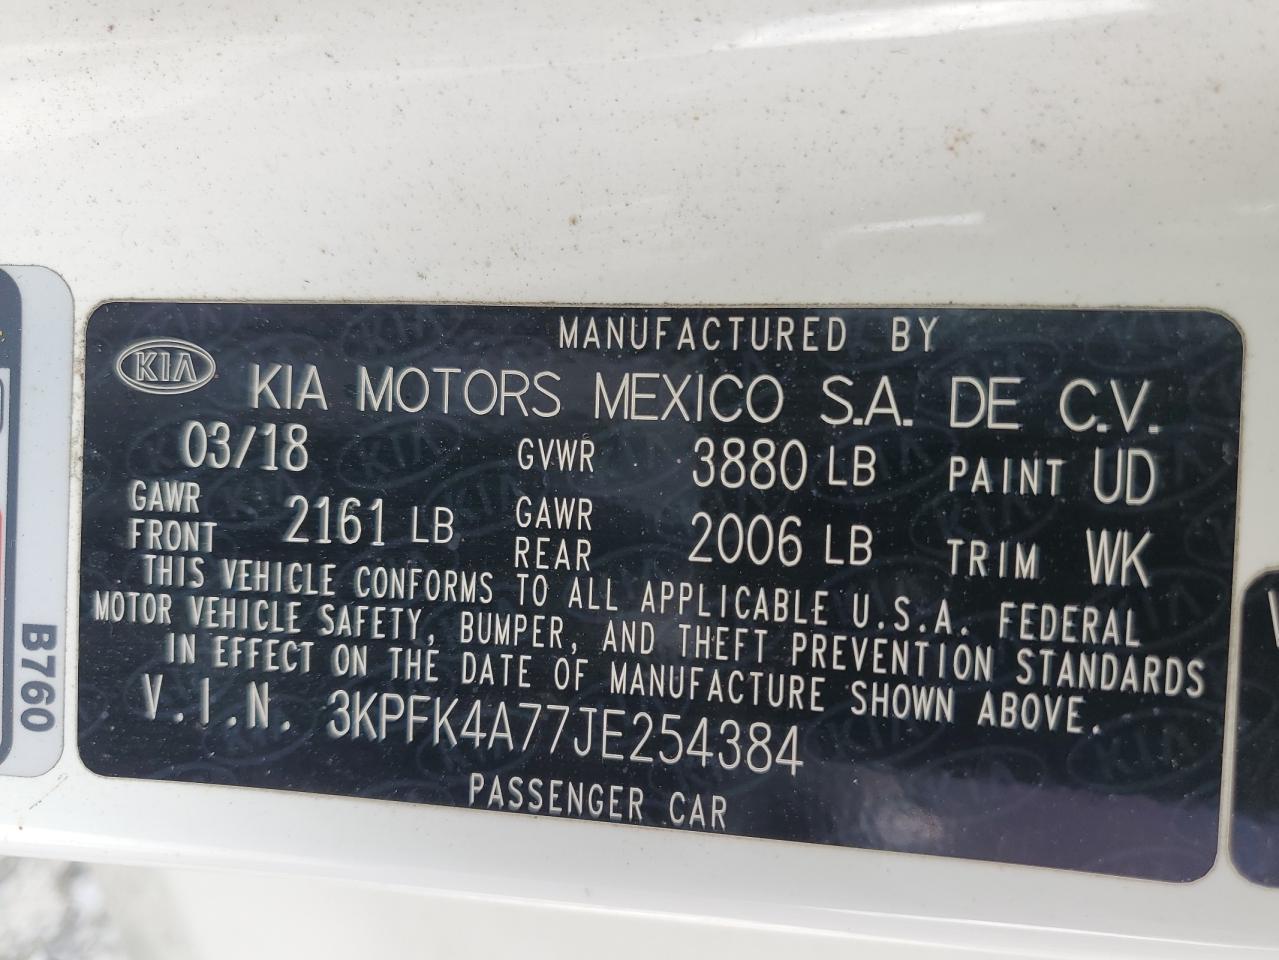 MANUFACTURED BY
KIA KIA MOTORS MEXICO S.A. DE C.V.
03/18 GVWR 3880 LB PAINT UD
GAWR FRONT 2161 LB GAWR REAR 2006 LB TRIM WK
THIS VEHICLE CONFORMS TO ALL APPLICABLE U.S.A. FEDERAL
MOTOR VEHICLE SAFETY, BUMPER, AND THEFT PREVENTION STANDARDS
IN EFFECT ON THE DATE OF MANUFACTURE SHOWN ABOVE.
V.I.N. 3KPFK4A77JE254384
PASSENGER CAR
B760